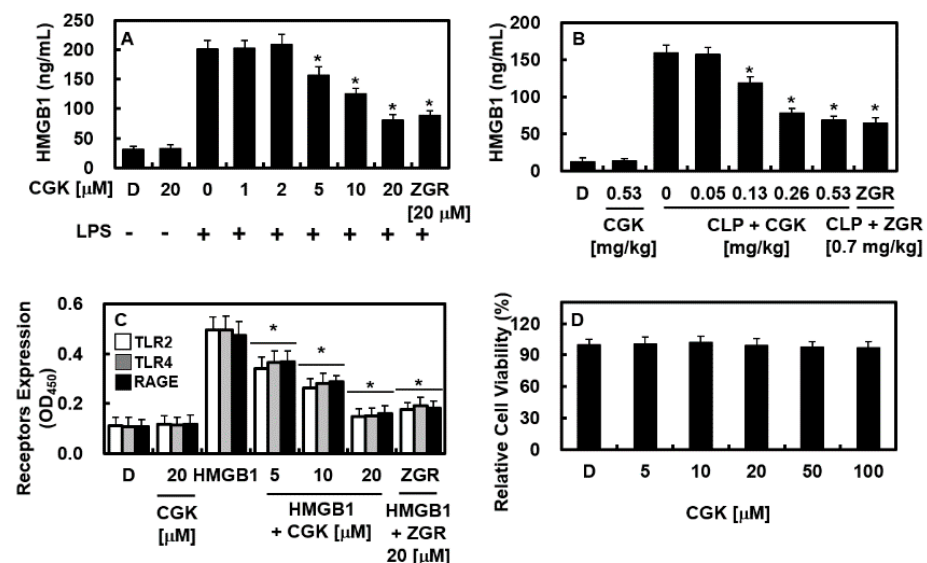 A
HMGB1 (ng/mL)
250
200
150
100
50
0
CGK [μM] D 20 0 1 2 5 10 20 ZGR
[20 μM]
LPS - - + + + + + + +
* * * *
B
HMGB1 (ng/mL)
200
150
100
50
0
D 0.53 0 0.05 0.13 0.26 0.53 ZGR
CGK CLP + CGK CLP + ZGR
[mg/kg] [mg/kg] [0.7 mg/kg]
* * * *
C
Receptors Expression
(OD450)
0.6
0.4
0.2
0.0
TLR2
TLR4
RAGE
* * * *
D 20 HMGB1 5 10 20 ZGR
CGK HMGB1 HMGB1
[μM] + CGK [μM] + ZGR
20 [μM]
D
Relative Cell Viability (%)
120
90
60
30
0
D 5 10 20 50 100
CGK [μM]